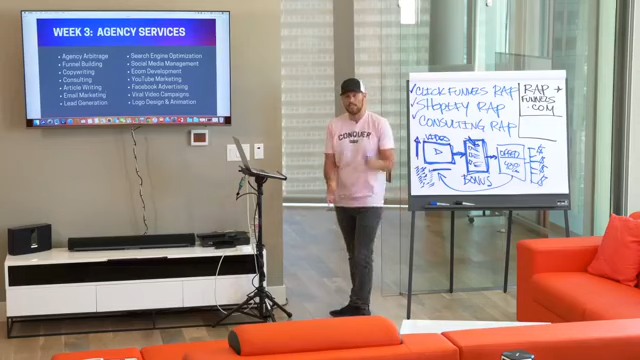 WEEK 3: AGENCY SERVICES
• Agency Arbitrage
• Funnel Building
• Copywriting
• Consulting
• Article Writing
• Email Marketing
• Lead Generation
• Search Engine Optimization
• Social Media Management
• Ecom Development
• YouTube Marketing
• Facebook Advertising
• Viral Video Campaigns
• Logo Design & Animation
CONQUER
✓ CLICK FUNNELS RAP
✓ SHOPIFY RAP
✓ CONSULTING RAP
RAP
FUNNELS
.COM
VIDEO
BONUS